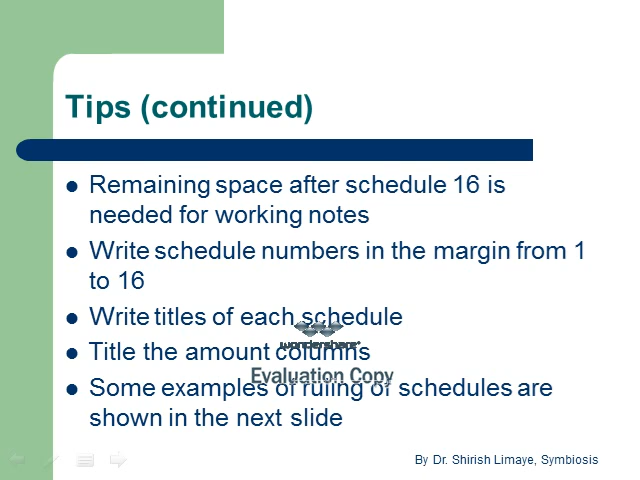 Tips (continued)
Remaining space after schedule 16 is
needed for working notes
Write schedule numbers in the margin from 1
to 16
Write titles of each schedule
Title the amount columns
Some examples of ruling of schedules are
shown in the next slide
wondershare
Evaluation Copy
By Dr. Shirish Limaye, Symbiosis